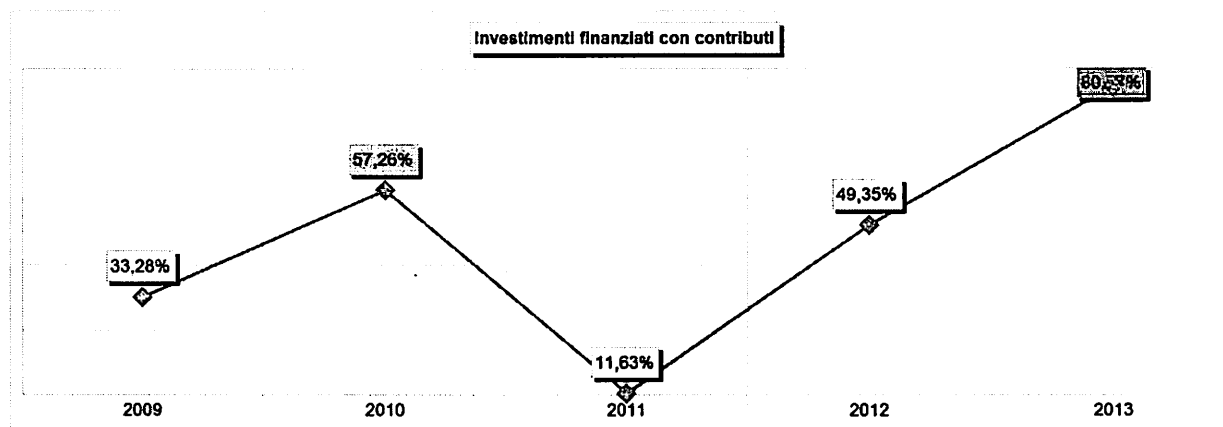 Investimenti finanziati con contributi
57,26%
49,35%
33,28%
11,63%
2009 2010 2011 2012 2013